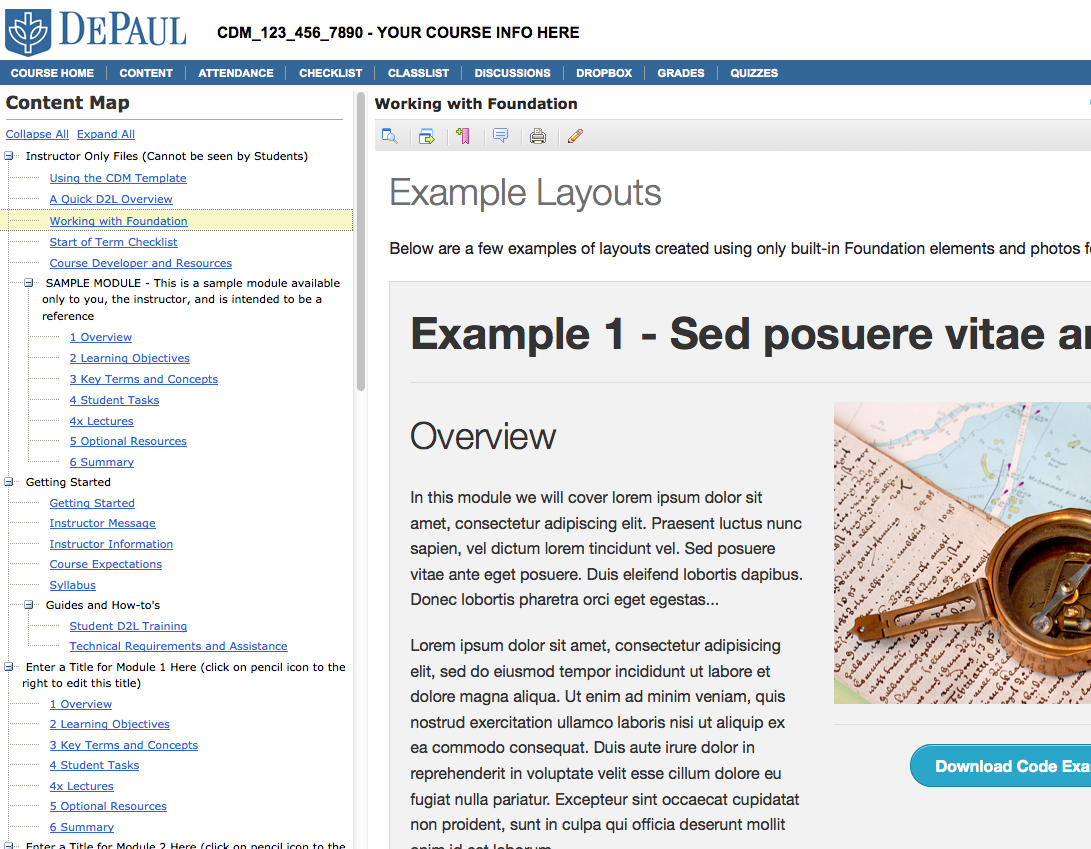 DEPAUL
CDM_123_456_7890 - YOUR COURSE INFO HERE
COURSE HOME
CONTENT
ATTENDANCE
CHECKLIST
CLASSLIST
DISCUSSIONS
DROPBOX
GRADES
QUIZZES
Content Map
Collapse All Expand All
Instructor Only Files (Cannot be seen by Students)
Using the CDM Template
A Quick D2L Overview
Working with Foundation
Start of Term Checklist
Course Developer and Resources
SAMPLE MODULE - This is a sample module available
only to you, the instructor, and is intended to be a
reference
1 Overview
2 Learning Objectives
3 Key Terms and Concepts
4 Student Tasks
4x Lectures
5 Optional Resources
6 Summary
Getting Started
Getting Started
Instructor Message
Instructor Information
Course Expectations
Syllabus
Guides and How-to's
Student D2L Training
Technical Requirements and Assistance
Enter a Title for Module 1 Here (click on pencil icon to the
right to edit this title)
1 Overview
2 Learning Objectives
3 Key Terms and Concepts
4 Student Tasks
4x Lectures
5 Optional Resources
6 Summary
Enter a Title for Module 2 Here (click on pencil icon to the
Working with Foundation
Example Layouts
Below are a few examples of layouts created using only built-in Foundation elements and photos f
Example 1 - Sed posuere vitae a
Overview
In this module we will cover lorem ipsum dolor sit
amet, consectetur adipiscing elit. Praesent luctus nunc
sapien, vel dictum lorem tincidunt vel. Sed posuere
vitae ante eget posuere. Duis eleifend lobortis dapibus.
Donec lobortis pharetra orci eget egestas...
Lorem ipsum dolor sit amet, consectetur adipisicing
elit, sed do eiusmod tempor incididunt ut labore et
dolore magna aliqua. Ut enim ad minim veniam, quis
nostrud exercitation ullamco laboris nisi ut aliquip ex
ea commodo consequat. Duis aute irure dolor in
reprehenderit in voluptate velit esse cillum dolore eu
fugiat nulla pariatur. Excepteur sint occaecat cupidatat
non proident, sunt in culpa qui officia deserunt mollit
anim id est laborum.
Download Code Exa